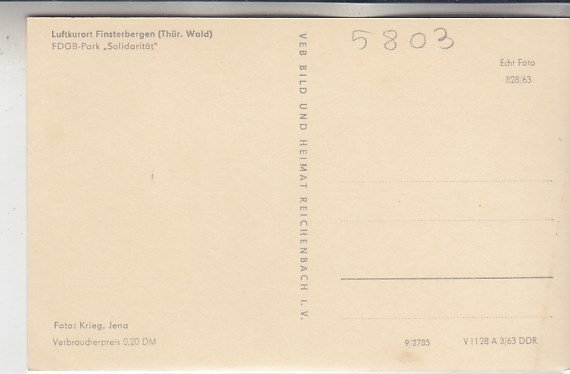 Luftkurort Finsterbergen (Thür. Wald)
FDGB-Park „Solidarität"
5803
Echt Foto
828/63
VEB BILD UND HEIMAT REICHENBACH I. V.
Foto: Krieg, Jena
Verbraucherpreis 0,20 DM
9/2785 V 11 28 A 3/63 DDR